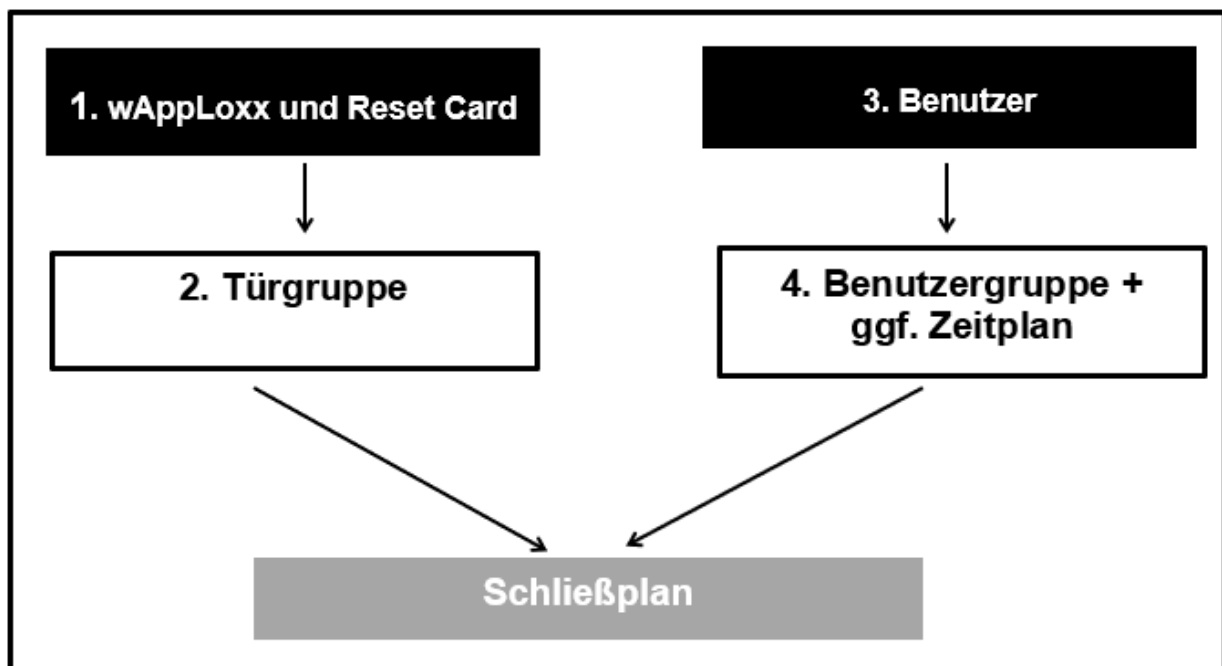 1. wAppLoxx und Reset Card
3. Benutzer
2. Türgruppe
4. Benutzergruppe +
ggf. Zeitplan
Schließplan